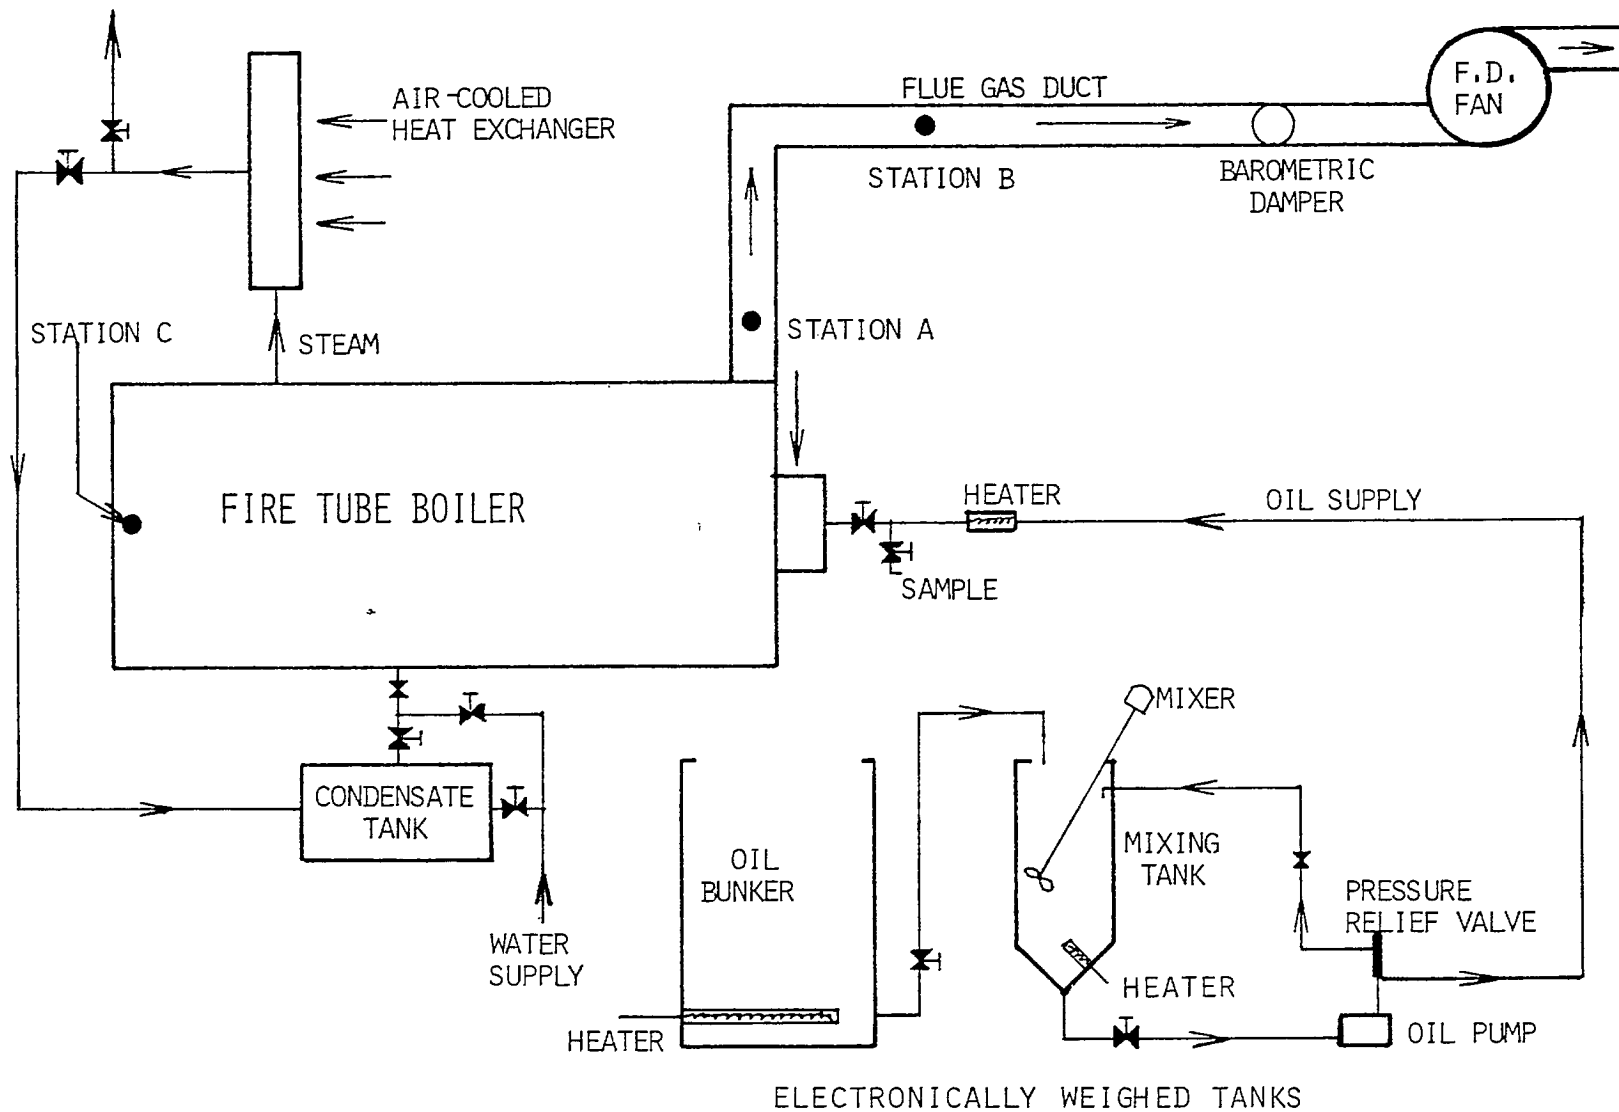 AIR-COOLED
HEAT EXCHANGER
FLUE GAS DUCT
F.D.
FAN
STATION B
BAROMETRIC
DAMPER
STATION C
STEAM
STATION A
FIRE TUBE BOILER
HEATER
OIL SUPPLY
SAMPLE
MIXER
CONDENSATE
TANK
OIL
BUNKER
MIXING
TANK
PRESSURE
RELIEF VALVE
WATER
SUPPLY
HEATER
HEATER
OIL PUMP
ELECTRONICALLY WEIGHED TANKS